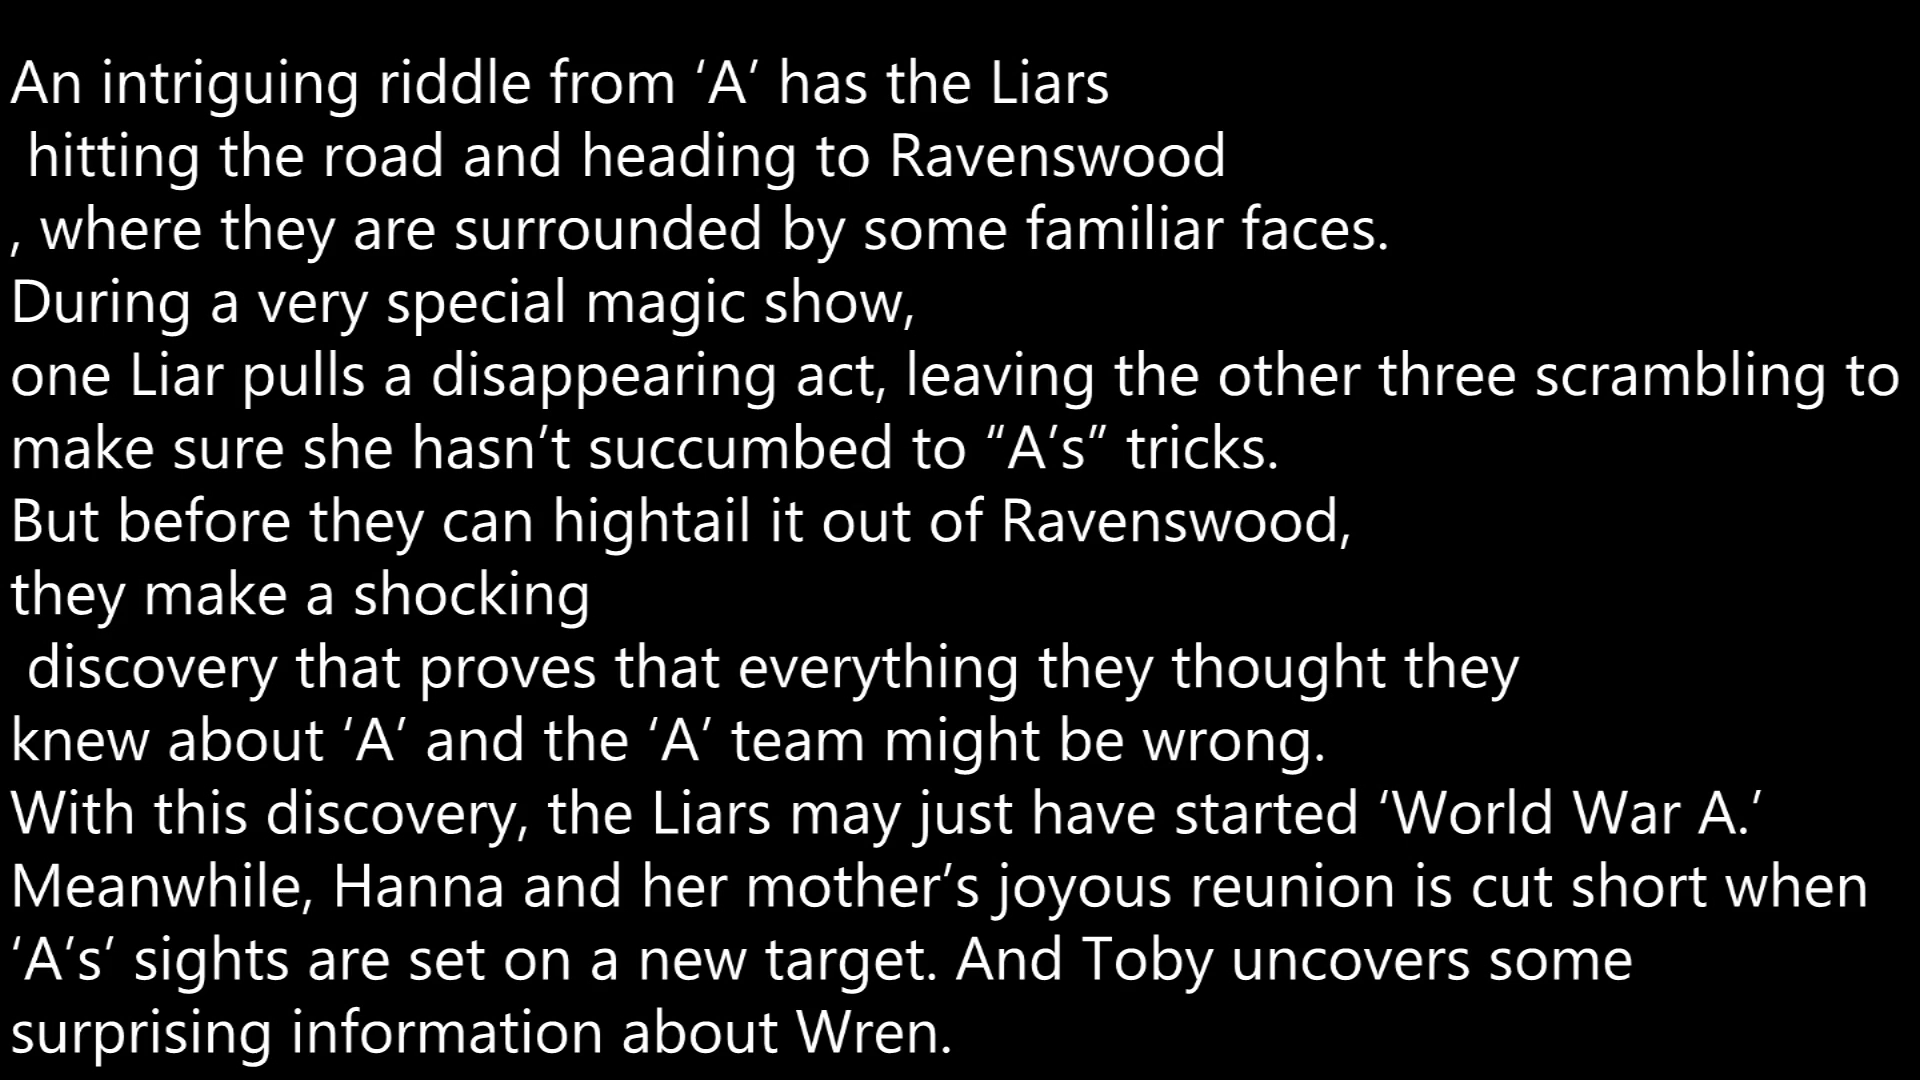 An intriguing riddle from ‘A’ has the Liars
hitting the road and heading to Ravenswood
, where they are surrounded by some familiar faces.
During a very special magic show,
one Liar pulls a disappearing act, leaving the other three scrambling to
make sure she hasn’t succumbed to “A’s” tricks.
But before they can hightail it out of Ravenswood,
they make a shocking
discovery that proves that everything they thought they
knew about ‘A’ and the ‘A’ team might be wrong.
With this discovery, the Liars may just have started ‘World War A.’
Meanwhile, Hanna and her mother’s joyous reunion is cut short when
‘A’s’ sights are set on a new target. And Toby uncovers some
surprising information about Wren.